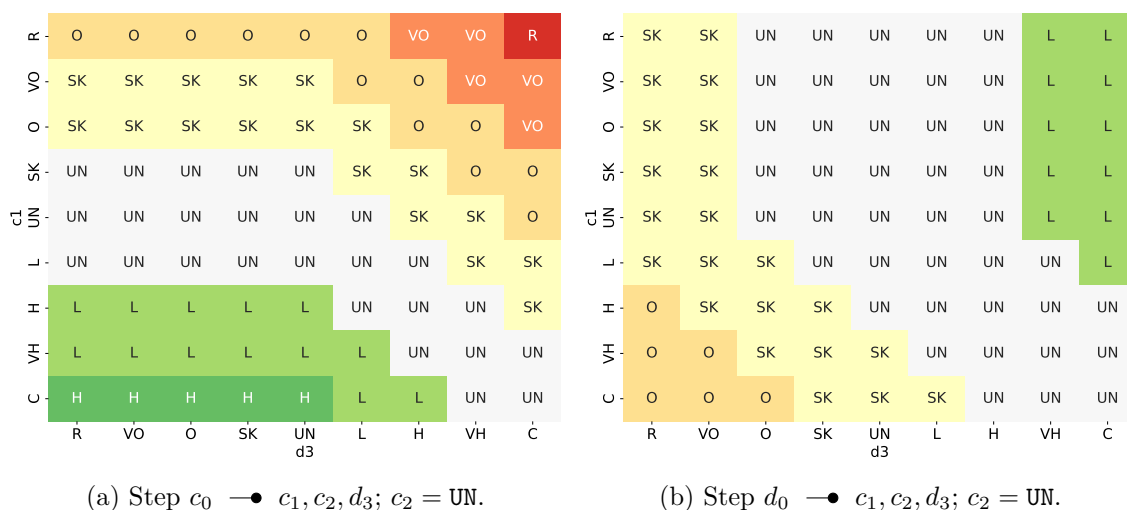 R O O O O O O VO VO R
VO SK SK SK SK SK O O VO VO
O SK SK SK SK SK SK O O VO
SK UN UN UN UN UN SK SK O O
c1
UN UN UN UN UN UN UN SK SK O
L UN UN UN UN UN UN UN SK SK
H L L L L L UN UN UN SK
VH L L L L L L UN UN UN
C H H H H H L L UN UN
R VO O SK UN L H VH C
d3
(a) Step c₀ —● c₁, c₂, d₃; c₂ = UN.
R SK SK UN UN UN UN UN L L
VO SK SK UN UN UN UN UN L L
O SK SK UN UN UN UN UN L L
SK SK SK UN UN UN UN UN L L
c1
UN SK SK UN UN UN UN UN L L
L SK SK SK UN UN UN UN UN L
H O SK SK SK UN UN UN UN UN
VH O O SK SK SK UN UN UN UN
C O O O SK SK SK UN UN UN
R VO O SK UN L H VH C
d3
(b) Step d₀ —● c₁, c₂, d₃; c₂ = UN.